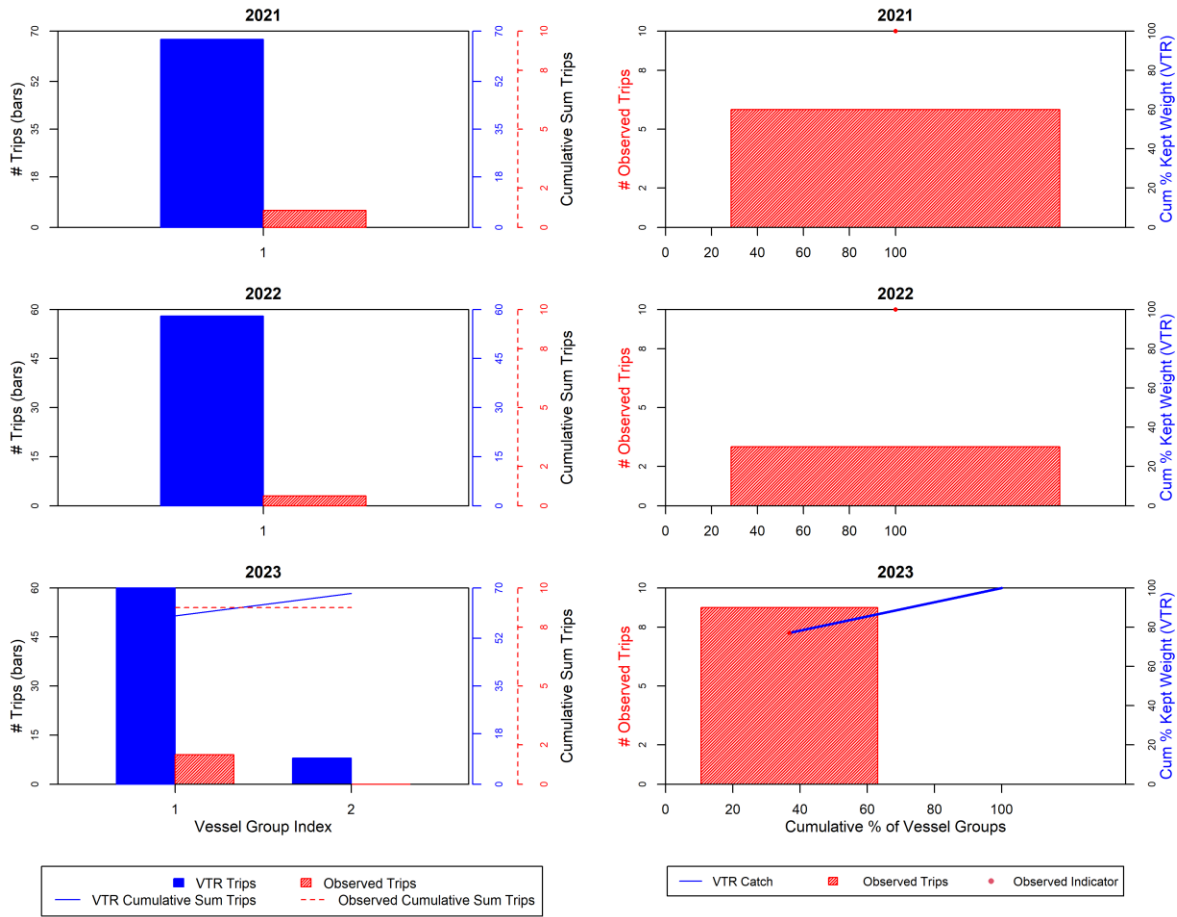 2021
# Trips (bars)
0 18 35 52 70
1
0 18 35 52 70
0 2 5 8 10
Cumulative Sum Trips
2021
# Observed Trips
0 2 5 8 10
0 20 40 60 80 100
0 20 40 60 80 100
Cum % Kept Weight (VTR)
2022
# Trips (bars)
0 15 30 45 60
1
0 15 30 45 60
0 2 5 8 10
Cumulative Sum Trips
2022
# Observed Trips
0 2 5 8 10
0 20 40 60 80 100
0 20 40 60 80 100
Cum % Kept Weight (VTR)
2023
# Trips (bars)
0 15 30 45 60
1 2
Vessel Group Index
0 18 35 52 70
0 2 5 8 10
Cumulative Sum Trips
2023
# Observed Trips
0 2 5 8 10
0 20 40 60 80 100
Cumulative % of Vessel Groups
0 20 40 60 80 100
Cum % Kept Weight (VTR)
VTR Trips Observed Trips
VTR Cumulative Sum Trips Observed Cumulative Sum Trips
VTR Catch Observed Trips Observed Indicator